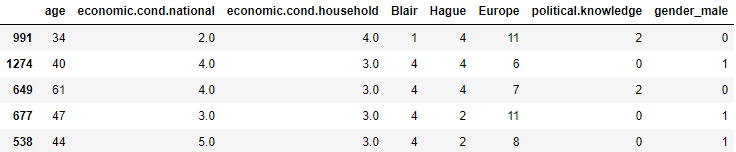 age economic.cond.national economic.cond.household Blair Hague Europe political.knowledge gender_male
991 34 2.0 4.0 1 4 11 2 0
1274 40 4.0 3.0 4 4 6 0 1
649 61 4.0 3.0 4 4 7 2 0
677 47 3.0 3.0 4 2 11 0 1
538 44 5.0 3.0 4 2 8 0 1